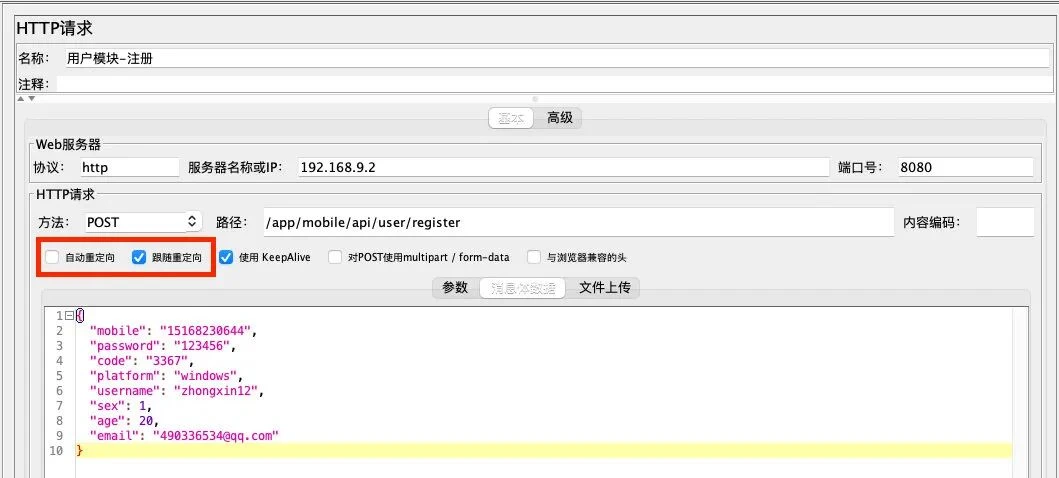 HTTP请求
名称： 用户模块-注册
注释：
基本 高级
Web服务器
协议： http 服务器名称或IP： 192.168.9.2 端口号： 8080
HTTP请求
方法： POST 路径： /app/mobile/api/user/register 内容编码：
自动重定向 跟随重定向 使用 KeepAlive 对POST使用multipart / form-data 与浏览器兼容的头
参数 消息体数据 文件上传
1 {
2 "mobile": "15168230644",
3 "password": "123456",
4 "code": "3367",
5 "platform": "windows",
6 "username": "zhongxin12",
7 "sex": 1,
8 "age": 20,
9 "email": "490336534@qq.com"
10 }